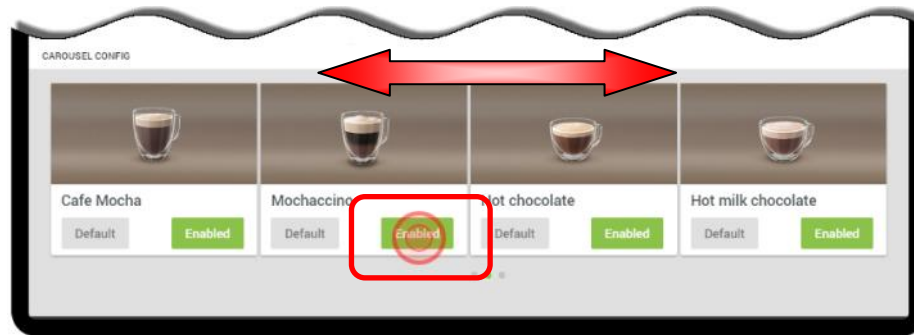 CAROUSEL CONFIG
Cafe Mocha
Mochaccino
Hot chocolate
Hot milk chocolate
Default
Enabled
Default
Enabled
Default
Enabled
Default
Enabled